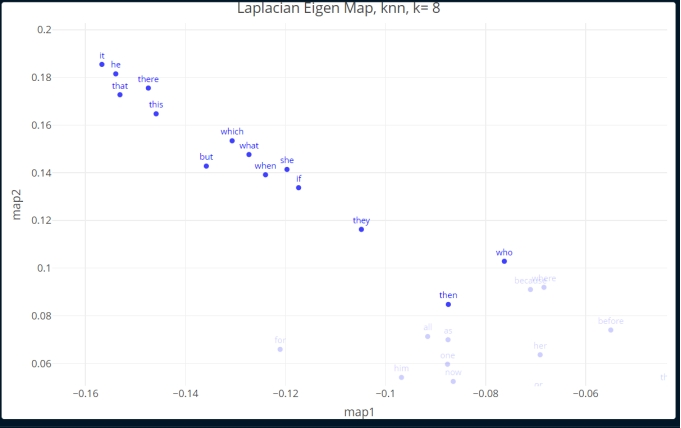 Laplacian Eigen Map, knn, k= 8
0.2
it
he
0.18
there
that
this
0.16
which
what
but
when
she
0.14
if
0.12
they
who
0.1
because
where
then
0.08
before
all
as
for
her
one
0.06
him
now
−0.16
−0.14
−0.12
−0.1
−0.08
−0.06
map1
map2